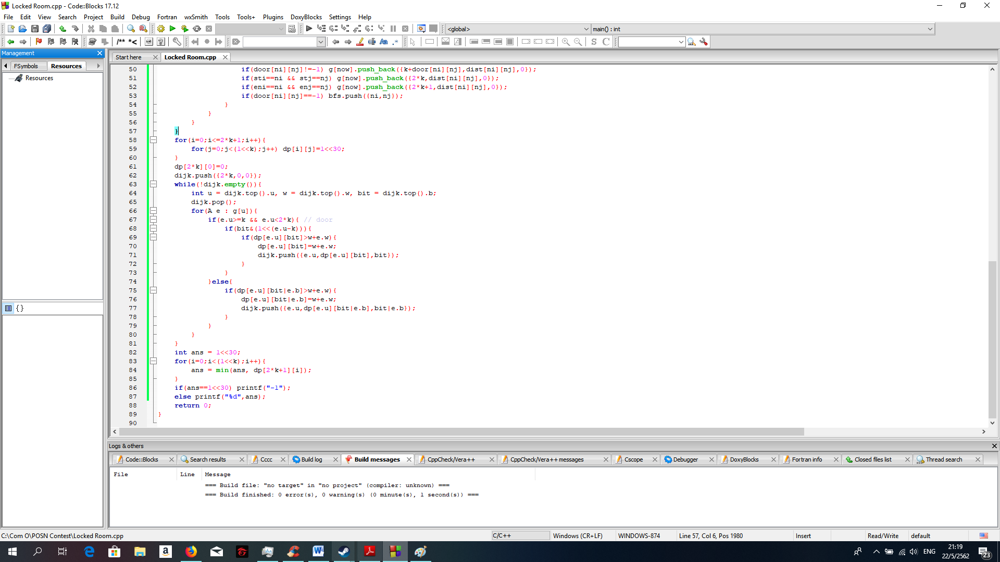 Locked Room.cpp - Code::Blocks 17.12
File Edit View Search Project Build Debug Fortran wxSmith Tools Tools+ Plugins DoxyBlocks Settings Help
<global> main() : int
/** *<
S C
Management
FSymbols Resources
Resources
{}
Start here Locked Room.cpp
50 if(door[ni][nj]!=-1) g[now].push_back({k+door[ni][nj],dist[ni][nj],0});
51 if(sti==ni && stj==nj) g[now].push_back({2*k,dist[ni][nj],0});
52 if(eni==ni && enj==nj) g[now].push_back({2*k+1,dist[ni][nj],0});
53 if(door[ni][nj]==-1) bfs.push({ni,nj});
54 }
55 }
56 }
57 }
58 for(i=0;i<=2*k+1;i++){
59 for(j=0;j<(1<<k);j++) dp[i][j]=1<<30;
60 }
61 dp[2*k][0]=0;
62 dijk.push({2*k,0,0});
63 while(!dijk.empty()){
64 int u = dijk.top().u, w = dijk.top().w, bit = dijk.top().b;
65 dijk.pop();
66 for(A e : g[u]){
67 if(e.u>=k && e.u<2*k){ // door
68 if(bit&(1<<(e.u-k))){
69 if(dp[e.u][bit]>w+e.w){
70 dp[e.u][bit]=w+e.w;
71 dijk.push({e.u,dp[e.u][bit],bit});
72 }
73 }
74 }else{
75 if(dp[e.u][bit|e.b]>w+e.w){
76 dp[e.u][bit|e.b]=w+e.w;
77 dijk.push({e.u,dp[e.u][bit|e.b],bit|e.b});
78 }
79 }
80 }
81 }
82 int ans = 1<<30;
83 for(i=0;i<(1<<k);i++){
84 ans = min(ans, dp[2*k+1][i]);
85 }
86 if(ans==1<<30) printf("-1");
87 else printf("%d",ans);
88 return 0;
89 }
90
Logs & others
Code::Blocks Search results Cccc Build log Build messages CppCheck/Vera++ CppCheck/Vera++ messages Cscope Debugger DoxyBlocks Fortran info Closed files list Thread search
File Line Message
=== Build file: "no target" in "no project" (compiler: unknown) ===
=== Build finished: 0 error(s), 0 warning(s) (0 minute(s), 1 second(s)) ===
C:\Com O\POSN Contest\Locked Room.cpp C/C++ Windows (CR+LF) WINDOWS-874 Line 57, Col 6, Pos 1980 Insert Read/Write default
ENG 21:19
22/5/2562
23